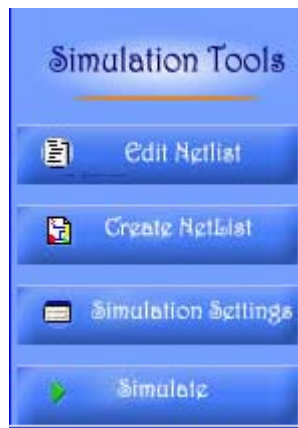 Simulation Tools
Edit Netlist
Create NetList
Simulation Settings
Simulate